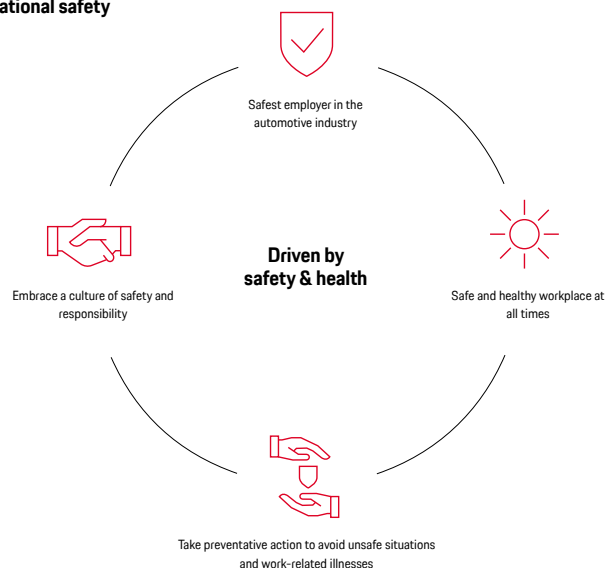 ational safety
Safest employer in the
automotive industry
Driven by
safety & health
Embrace a culture of safety and
responsibility
Safe and healthy workplace at
all times
Take preventative action to avoid unsafe situations
and work-related illnesses